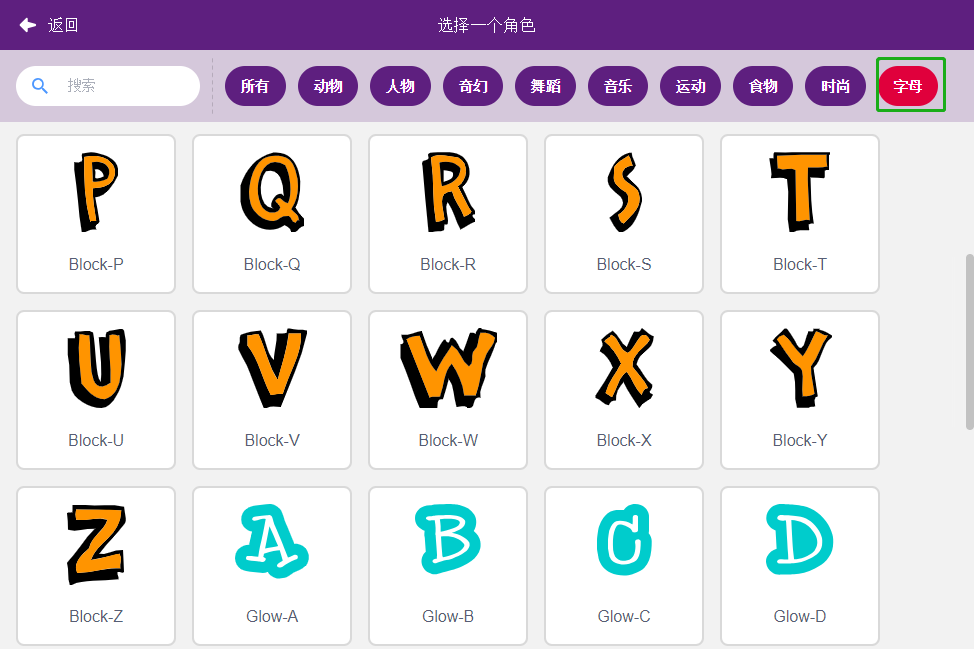 返回
选择一个角色
搜索
所有 动物 人物 奇幻 舞蹈 音乐 运动 食物 时尚 字母
P Q R S T
Block-P Block-Q Block-R Block-S Block-T
U V W X Y
Block-U Block-V Block-W Block-X Block-Y
Z A B C D
Block-Z Glow-A Glow-B Glow-C Glow-D